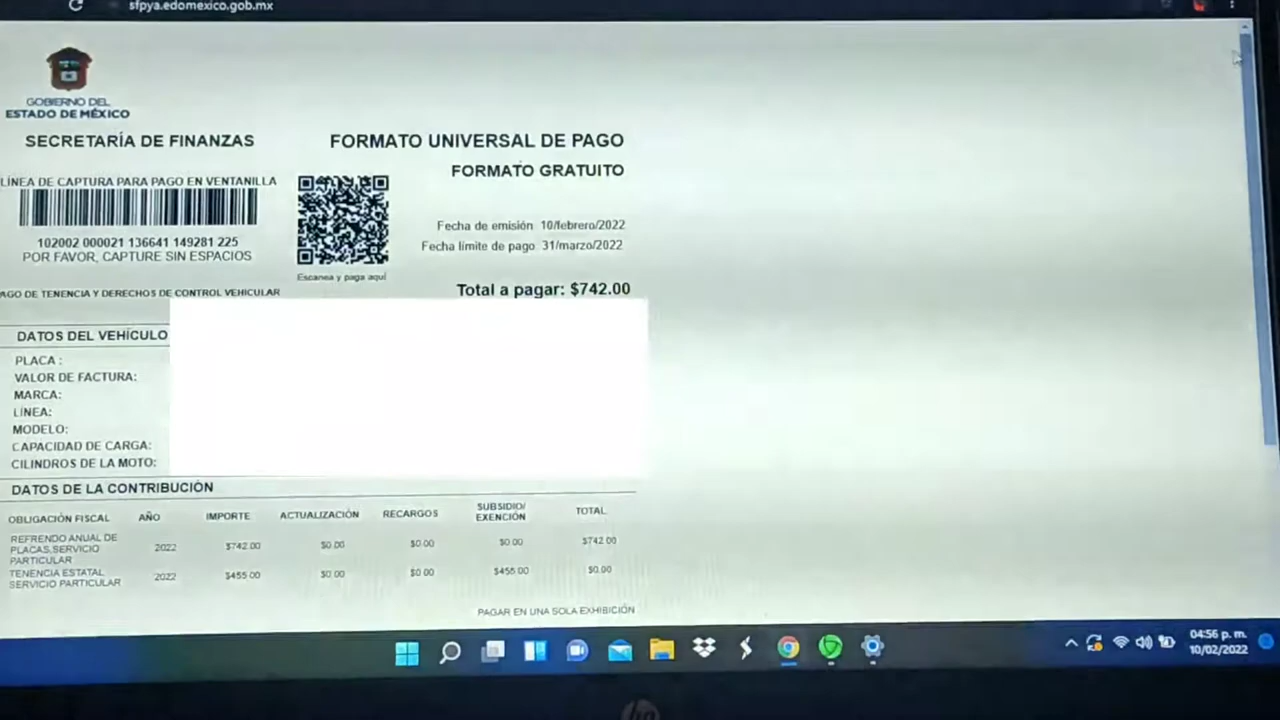 sfpya.edomexico.gob.mx
GOBIERNO DEL
ESTADO DE MÉXICO
SECRETARÍA DE FINANZAS
FORMATO UNIVERSAL DE PAGO
FORMATO GRATUITO
LÍNEA DE CAPTURA PARA PAGO EN VENTANILLA
102002 000021 136641 149281 225
POR FAVOR, CAPTURE SIN ESPACIOS
Escanea y paga aquí
Fecha de emisión 10/febrero/2022
Fecha límite de pago 31/marzo/2022
AGO DE TENENCIA Y DERECHOS DE CONTROL VEHICULAR
Total a pagar: $742.00
DATOS DEL VEHÍCULO
PLACA :
VALOR DE FACTURA:
MARCA:
LÍNEA:
MODELO:
CAPACIDAD DE CARGA:
CILINDROS DE LA MOTO:
DATOS DE LA CONTRIBUCIÓN
OBLIGACIÓN FISCAL AÑO IMPORTE ACTUALIZACIÓN RECARGOS SUBSIDIO/ EXENCIÓN TOTAL
REFRENDO ANUAL DE
PLACAS,SERVICIO 2022 $742.00 $0.00 $0.00 $0.00 $742.00
PARTICULAR
TENENCIA ESTATAL
SERVICIO PARTICULAR 2022 $455.00 $0.00 $0.00 $455.00 $0.00
PAGAR EN UNA SOLA EXHIBICIÓN
04:56 p. m.
10/02/2022
hp